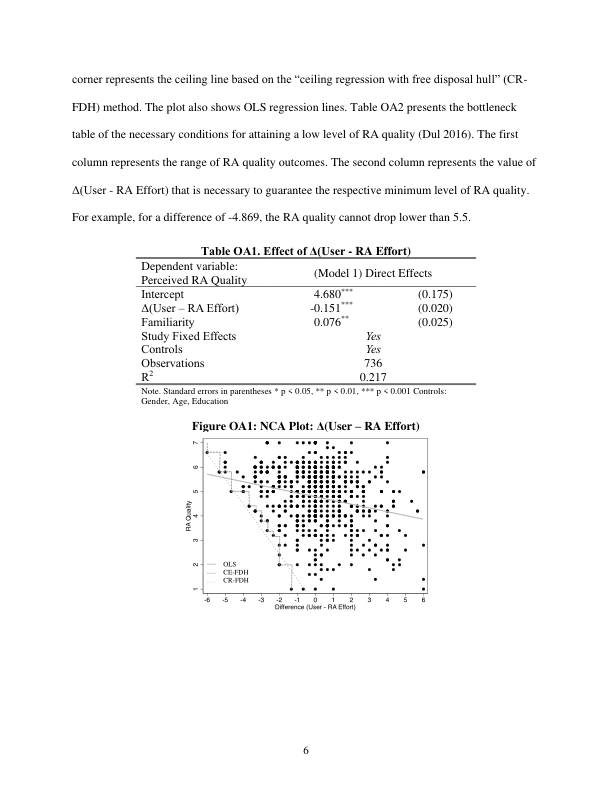 corner represents the ceiling line based on the “ceiling regression with free disposal hull” (CR-
FDH) method. The plot also shows OLS regression lines. Table OA2 presents the bottleneck
table of the necessary conditions for attaining a low level of RA quality (Dul 2016). The first
column represents the range of RA quality outcomes. The second column represents the value of
Δ(User - RA Effort) that is necessary to guarantee the respective minimum level of RA quality.
For example, for a difference of -4.869, the RA quality cannot drop lower than 5.5.
Table OA1. Effect of Δ(User - RA Effort)
Dependent variable:
Perceived RA Quality
(Model 1) Direct Effects
Intercept 4.680*** (0.175)
Δ(User – RA Effort) -0.151*** (0.020)
Familiarity 0.076** (0.025)
Study Fixed Effects Yes
Controls Yes
Observations 736
R² 0.217
Note. Standard errors in parentheses * p < 0.05, ** p < 0.01, *** p < 0.001 Controls:
Gender, Age, Education
Figure OA1: NCA Plot: Δ(User – RA Effort)
7
6
5
4
3
2
1
RA Quality
OLS
CE-FDH
CR-FDH
-6 -5 -4 -3 -2 -1 0 1 2 3 4 5 6
Difference (User - RA Effort)
6